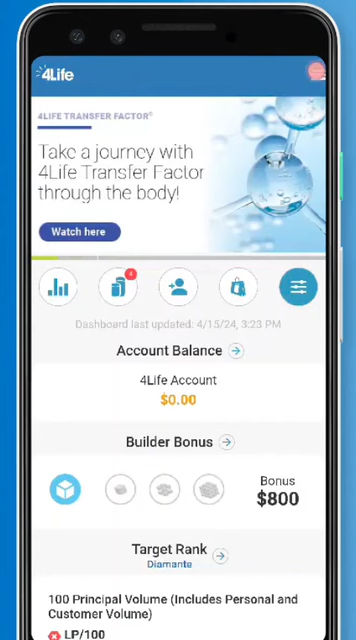 4Life
4LIFE TRANSFER FACTOR®
Take a journey with
4Life Transfer Factor
through the body!
Watch here
4
Dashboard last updated: 4/15/24, 3:23 PM
Account Balance
4Life Account
$0.00
Builder Bonus
Bonus
$800
Target Rank
Diamante
100 Principal Volume (Includes Personal and
Customer Volume)
LP/100